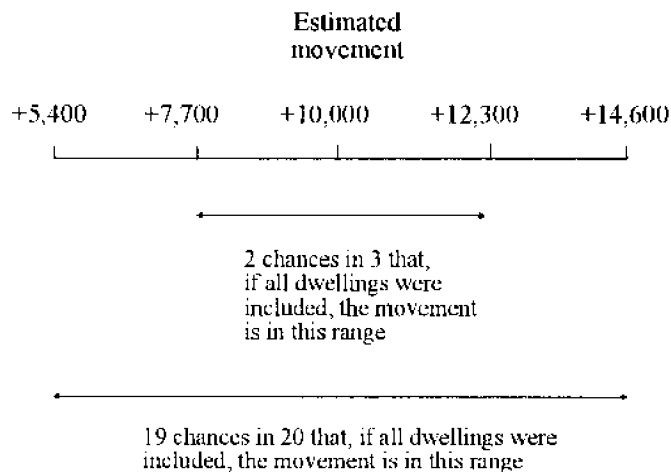 Estimated
movement
+5,400 +7,700 +10,000 +12,300 +14,600
2 chances in 3 that,
if all dwellings were
included, the movement
is in this range
19 chances in 20 that, if all dwellings were
included, the movement is in this range